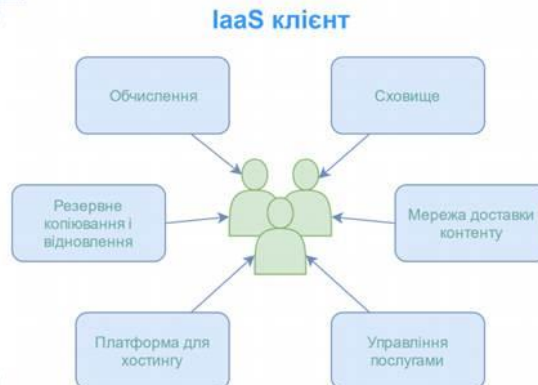 IaaS клієнт
Обчислення
Сховище
Резервне
копіювання і
відновлення
Мережа доставки
контенту
Платформа для
хостингу
Управління
послугами